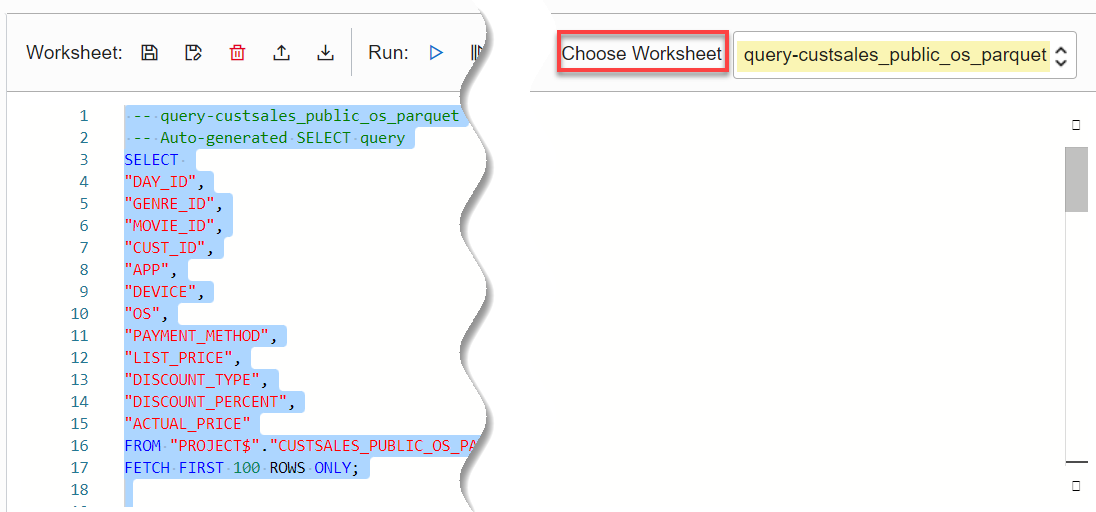 Worksheet: Run: Choose Worksheet query-custsales_public_os_parquet
1 -- query-custsales_public_os_parquet
2 -- Auto-generated SELECT query
3 SELECT
4 "DAY_ID",
5 "GENRE_ID",
6 "MOVIE_ID",
7 "CUST_ID",
8 "APP",
9 "DEVICE",
10 "OS",
11 "PAYMENT_METHOD",
12 "LIST_PRICE",
13 "DISCOUNT_TYPE",
14 "DISCOUNT_PERCENT",
15 "ACTUAL_PRICE"
16 FROM "PROJECT$"."CUSTSALES_PUBLIC_OS_PA
17 FETCH FIRST 100 ROWS ONLY;
18